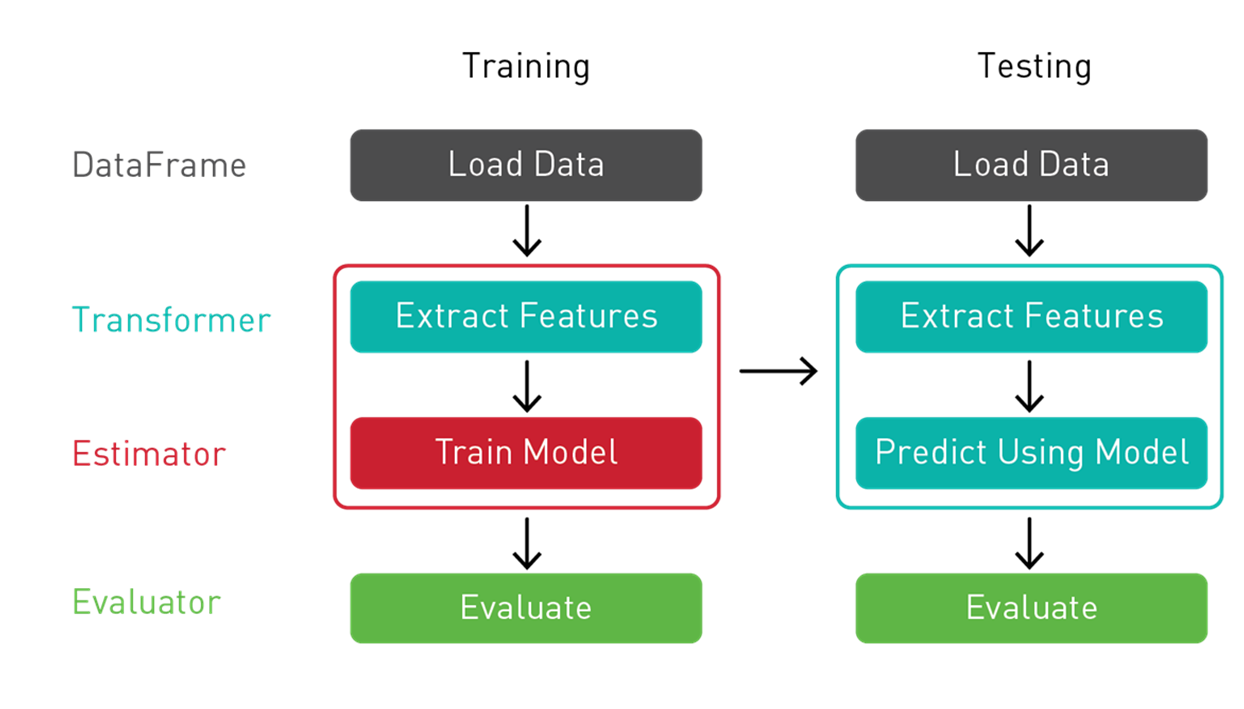 Training
Testing
DataFrame
Load Data
Load Data
Transformer
Extract Features
Extract Features
Estimator
Train Model
Predict Using Model
Evaluator
Evaluate
Evaluate